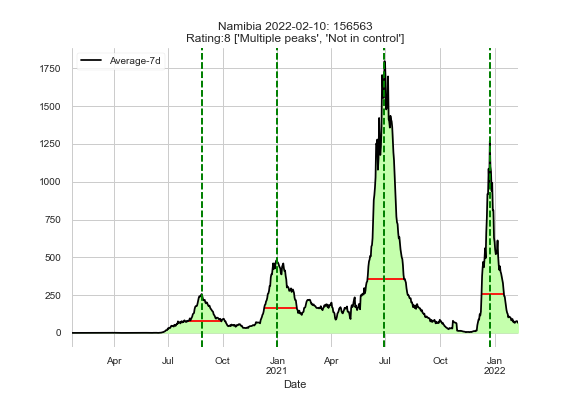 Namibia 2022-02-10: 156563
Rating:8 ['Multiple peaks', 'Not in control']
Average-7d
1750
1500
1250
1000
750
500
250
0
Apr
Jul
Oct
Jan
2021
Apr
Jul
Oct
Jan
2022
Date